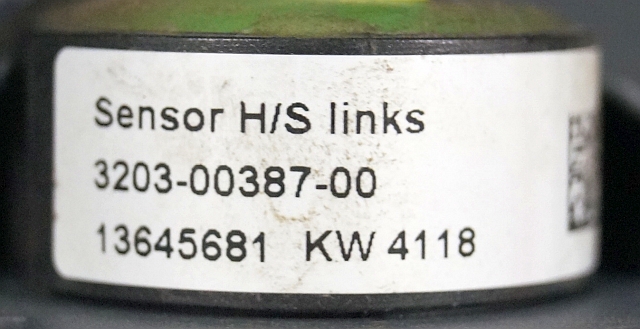 Sensor H/S links
3203-00387-00
13645681 KW 4118